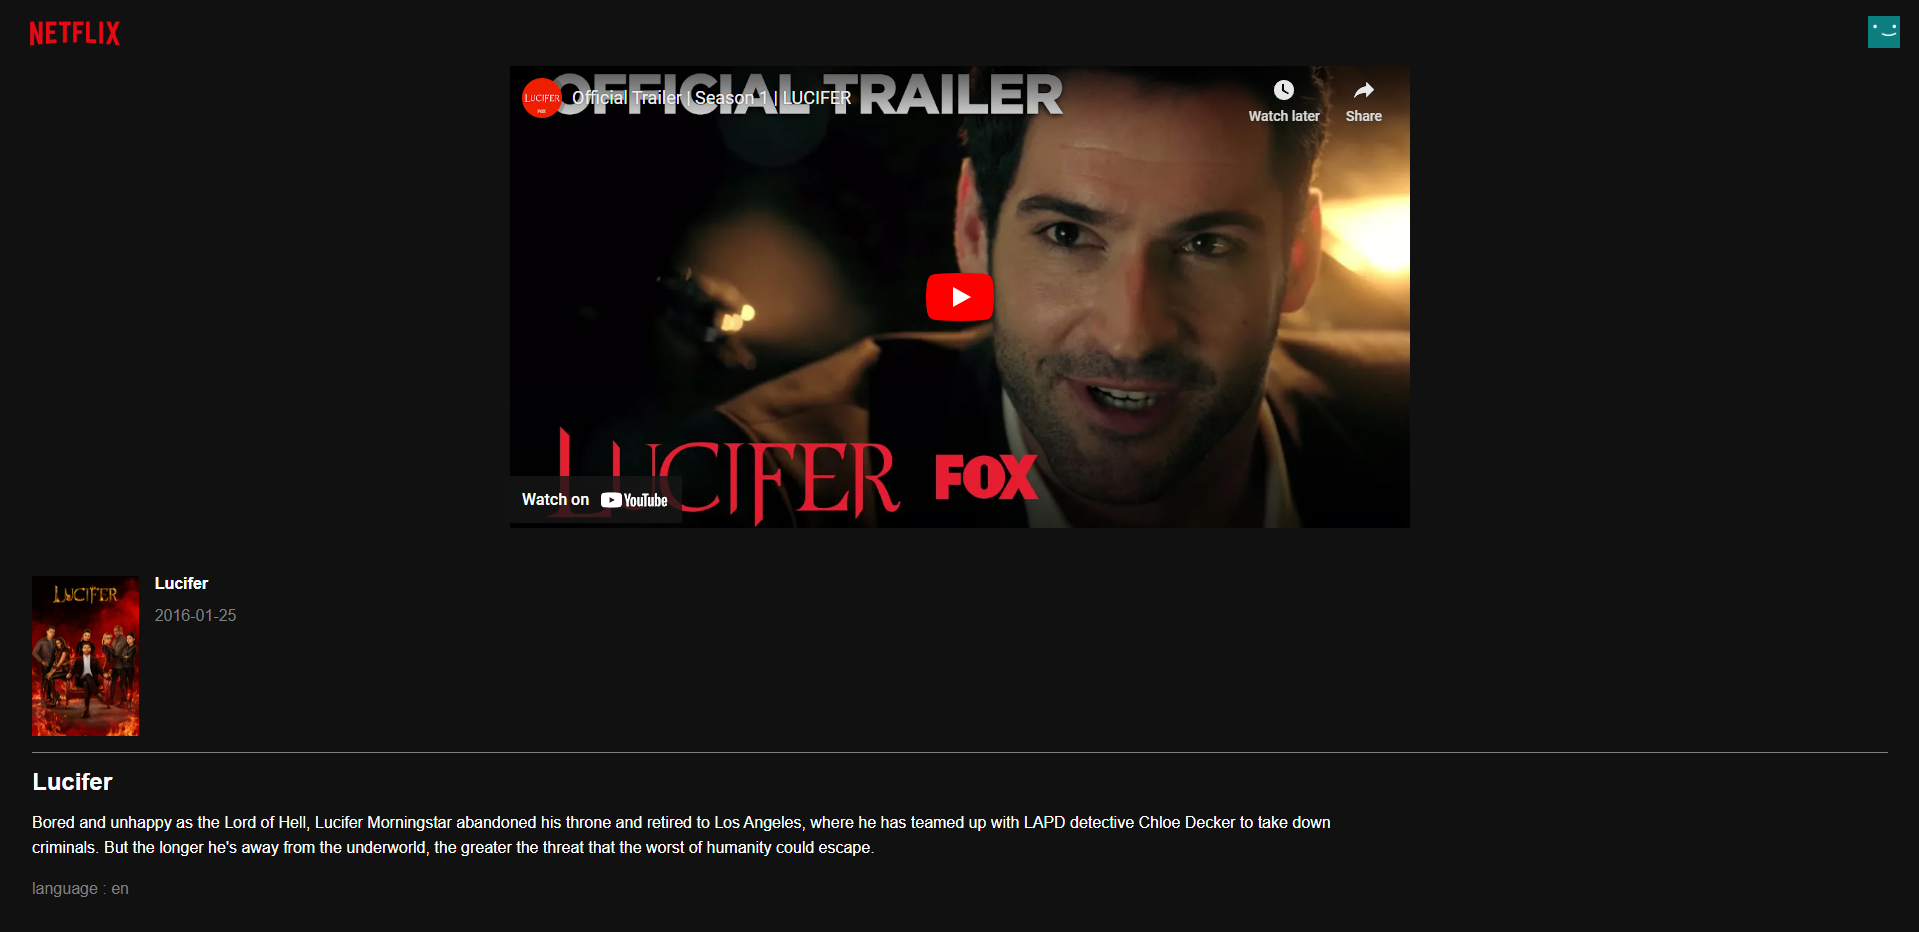 NETFLIX
OFFICIAL TRAILER
LUCIFER
FOX
Official Trailer | Season 1 | LUCIFER
Watch later
Share
LUCIFER FOX
Watch on YouTube
LUCIFER
Lucifer
2016-01-25
Lucifer
Bored and unhappy as the Lord of Hell, Lucifer Morningstar abandoned his throne and retired to Los Angeles, where he has teamed up with LAPD detective Chloe Decker to take down
criminals. But the longer he's away from the underworld, the greater the threat that the worst of humanity could escape.
language : en